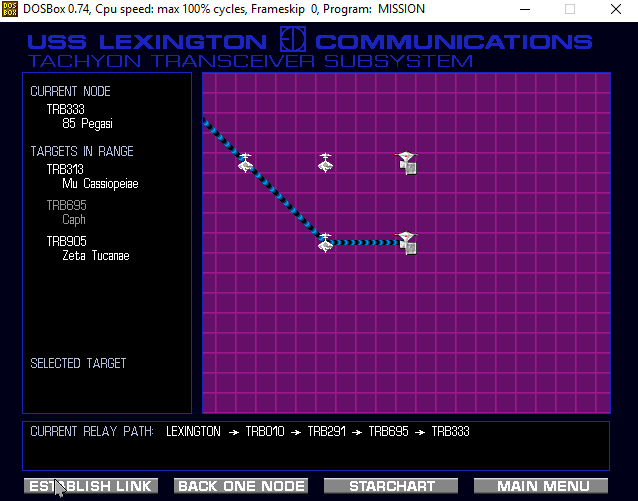 DOS
BOX
DOSBox 0.74, Cpu speed: max 100% cycles, Frameskip 0, Program: MISSION
USS LEXINGTON COMMUNICATIONS
TACHYON TRANSCEIVER SUBSYSTEM
CURRENT NODE
TRB333
85 Pegasi
TARGETS IN RANGE
TRB313
Mu Cassiopeiae
TRB695
Caph
TRB905
Zeta Tucanae
SELECTED TARGET
CURRENT RELAY PATH: LEXINGTON → TRB010 → TRB291 → TRB695 → TRB333
ESTABLISH LINK
BACK ONE NODE
STARCHART
MAIN MENU